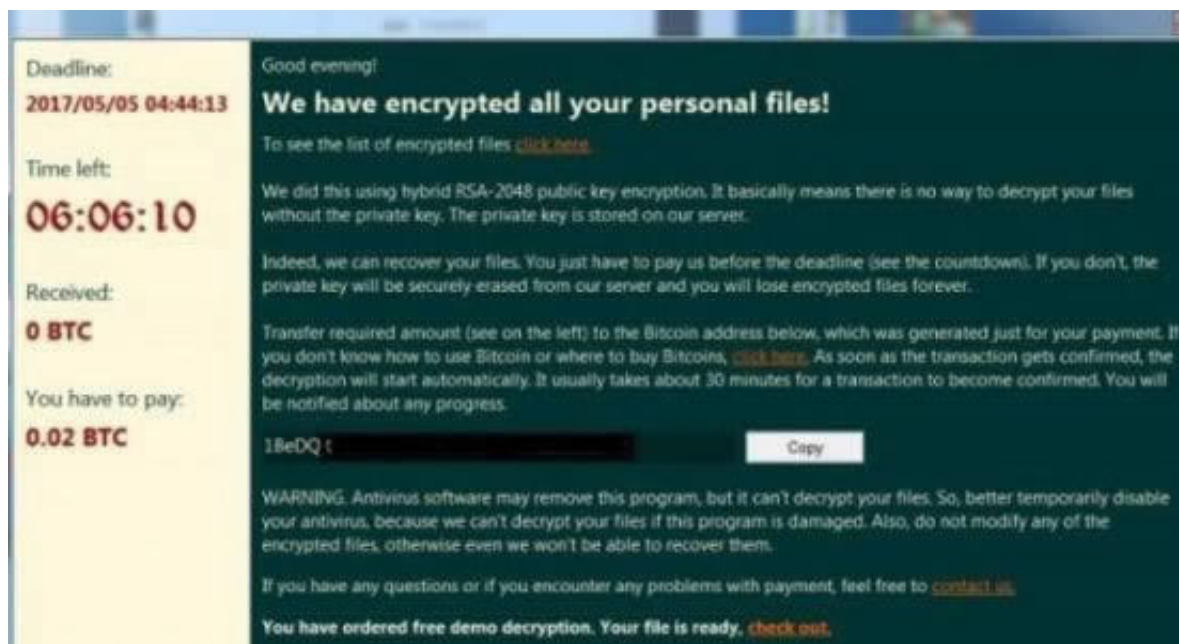 Deadline:
2017/05/05 04:44:13
Time left:
06:06:10
Received:
0 BTC
You have to pay:
0.02 BTC
Good evening!
We have encrypted all your personal files!
To see the list of encrypted files click here.
We did this using hybrid RSA-2048 public key encryption. It basically means there is no way to decrypt your files
without the private key. The private key is stored on our server.
Indeed, we can recover your files. You just have to pay us before the deadline (see the countdown). If you don't, the
private key will be securely erased from our server and you will lose encrypted files forever.
Transfer required amount (see on the left) to the Bitcoin address below, which was generated just for your payment. If
you don't know how to use Bitcoin or where to buy Bitcoins, click here. As soon as the transaction gets confirmed, the
decryption will start automatically. It usually takes about 30 minutes for a transaction to become confirmed. You will
be notified about any progress.
Copy
WARNING. Antivirus software may remove this program, but it can't decrypt your files. So, better temporarily disable
your antivirus, because we can't decrypt your files if this program is damaged. Also, do not modify any of the
encrypted files, otherwise even we won't be able to recover them.
If you have any questions or if you encounter any problems with payment, feel free to contact us.
You have ordered free demo decryption. Your file is ready, check out.